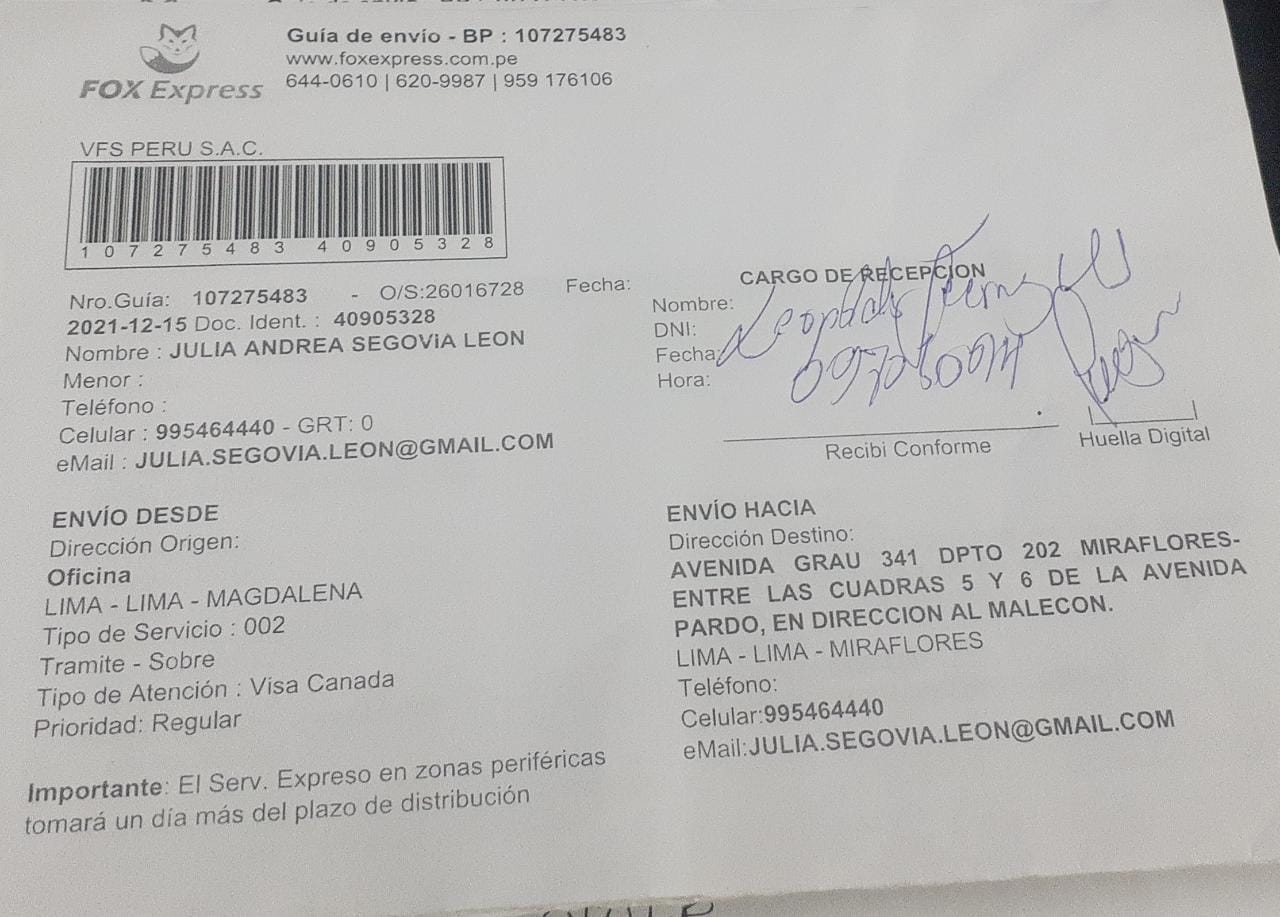 FOX Express
Guía de envío - BP : 107275483
www.foxexpress.com.pe
644-0610 | 620-9987 | 959 176106
VFS PERU S.A.C.
107275483 40905328
Nro.Guía: 107275483 - O/S:26016728 Fecha:
2021-12-15 Doc. Ident. : 40905328
Nombre : JULIA ANDREA SEGOViA LEON
Menor :
Teléfono :
Celular : 995464440 - GRT: 0
eMail : JULIA.SEGOVIA.LEON@GMAIL.COM
CARGO DE RECEPCION
Nombre:
DNI:
Fecha:
Hora:
Recibi Conforme
Huella Digital
ENVÍO DESDE
Dirección Origen:
Oficina
LIMA - LIMA - MAGDALENA
Tipo de Servicio : 002
Tramite - Sobre
Tipo de Atención : Visa Canada
Prioridad: Regular
Importante: El Serv. Expreso en zonas periféricas
tomará un día más del plazo de distribución
ENVÍO HACIA
Dirección Destino:
AVENIDA GRAU 341 DPTO 202 MIRAFLORES-
ENTRE LAS CUADRAS 5 Y 6 DE LA AVENIDA
PARDO, EN DIRECCION AL MALECON.
LIMA - LIMA - MIRAFLORES
Teléfono:
Celular:995464440
eMail:JULIA.SEGOVIA.LEON@GMAIL.COM